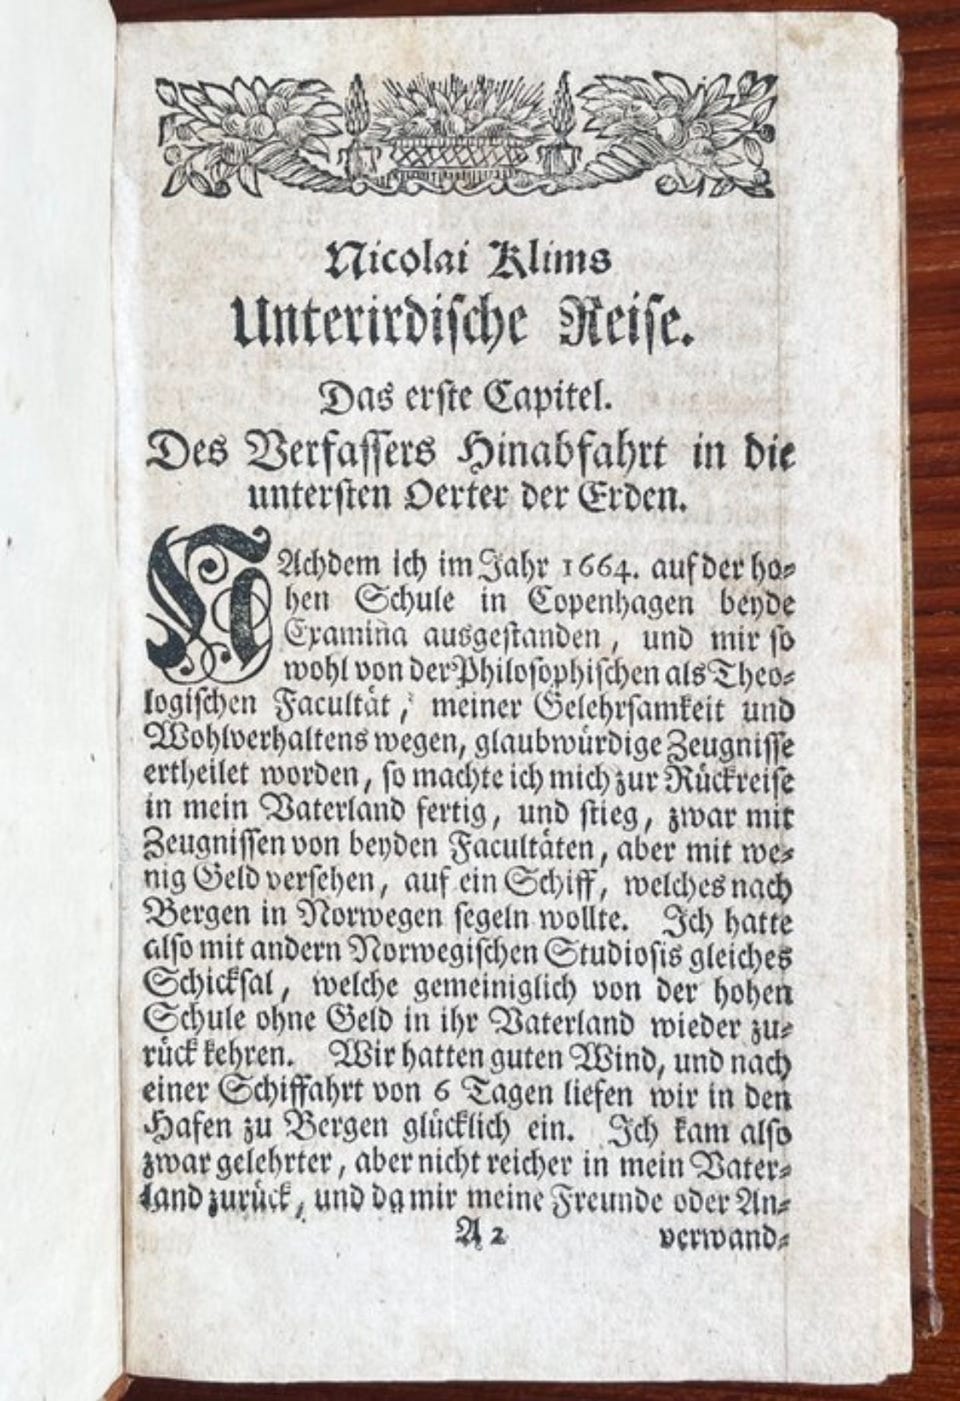 Nicolai Klims
Unterirdische Reise.
Das erste Capitel.
Des Verfassers Hinabfahrt in die
untersten Oerter der Erden.
NAchdem ich im Jahr 1664. auf der ho-
hen Schule in Copenhagen beyde
Examina ausgestanden, und mir so
wohl von der Philosophischen als Theo-
logischen Facultät, meiner Gelehrsamkeit und
Wohlverhaltens wegen, glaubwürdige Zeugnisse
ertheilet worden, so machte ich mich zur Rückreise
in mein Vaterland fertig, und stieg, zwar mit
Zeugnissen von beyden Facultäten, aber mit we-
nig Geld versehen, auf ein Schiff, welches nach
Bergen in Norwegen segeln wollte. Ich hatte
also mit andern Norwegischen Studiosis gleiches
Schicksal, welche gemeiniglich von der hohen
Schule ohne Geld in ihr Vaterland wieder zu-
rück kehren. Wir hatten guten Wind, und nach
einer Schiffahrt von 6 Tagen liefen wir in den
Hafen zu Bergen glücklich ein. Ich kam also
zwar gelehrter, aber nicht reicher in mein Vater-
land zurück, und da mir meine Freunde oder An-
A 2 verwand-